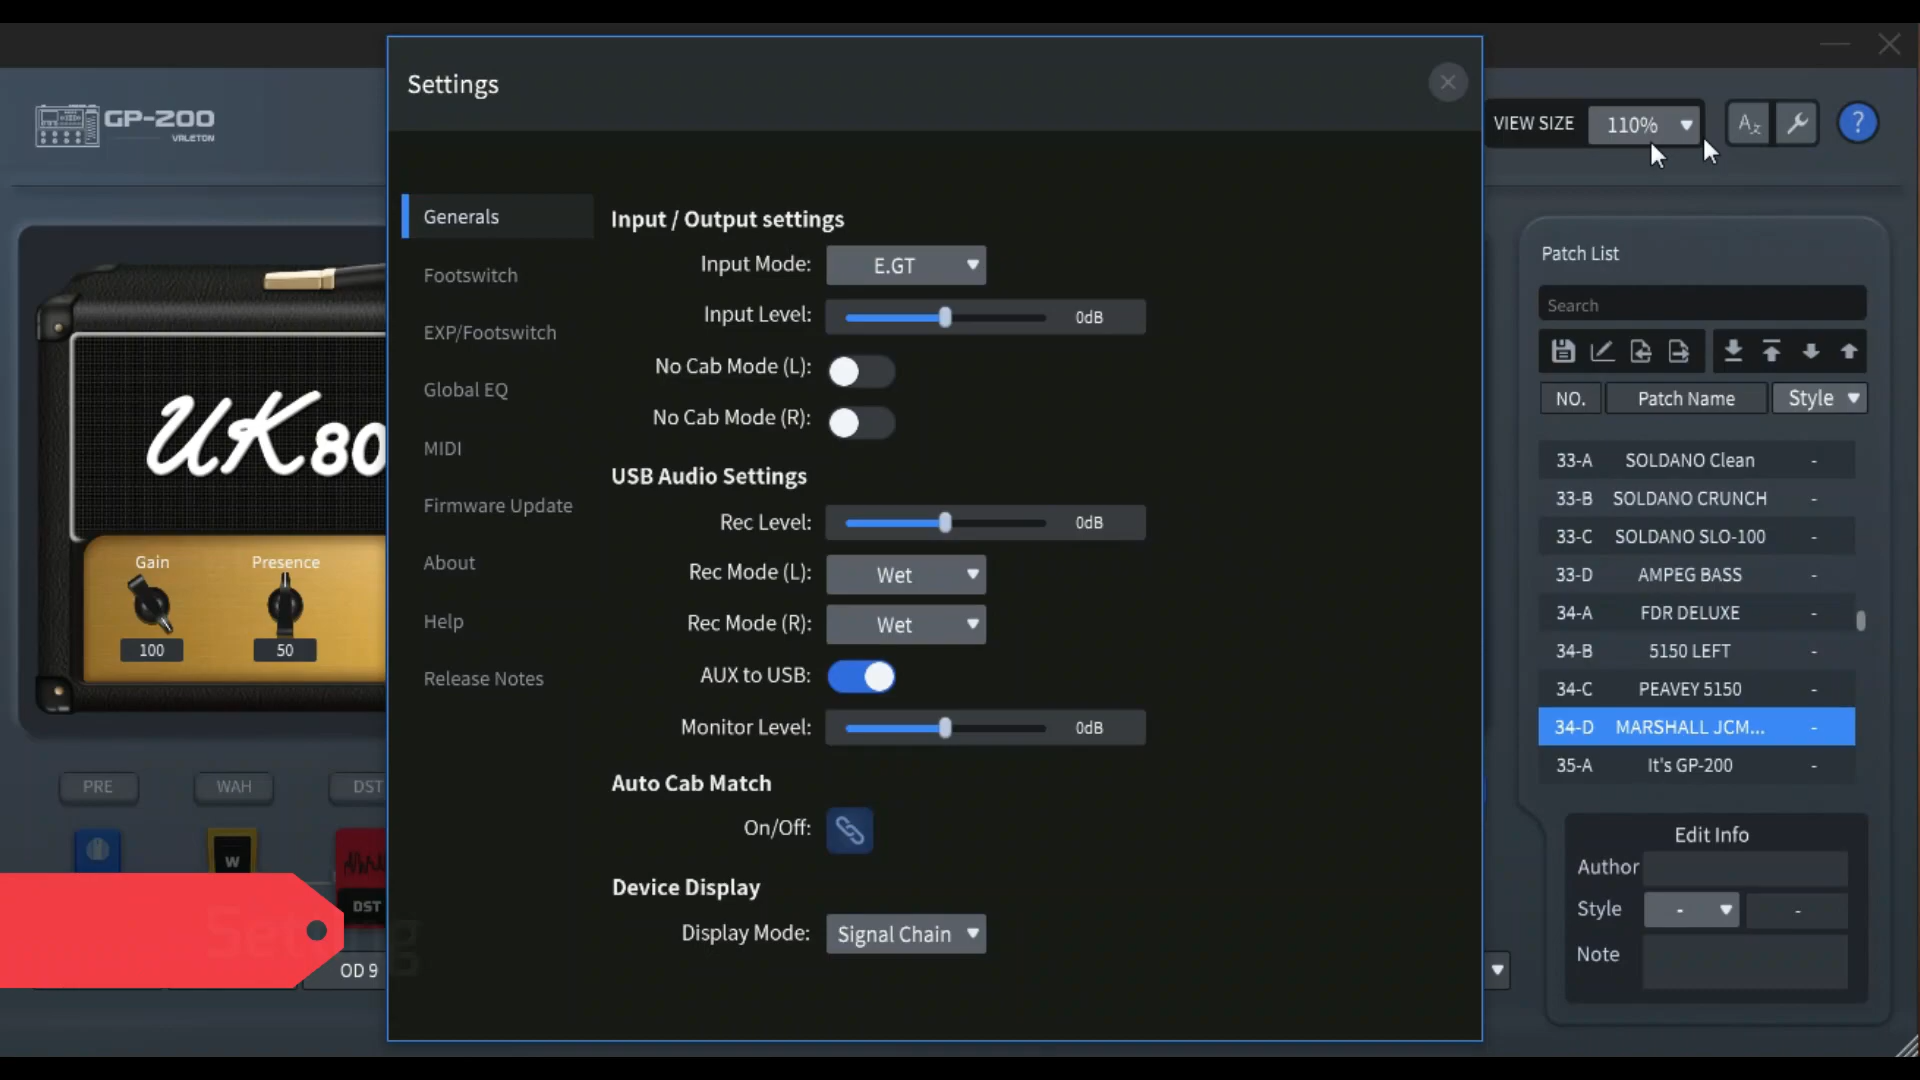 Settings
GP-200
VALETON
VIEW SIZE
110%
?
Generals
Footswitch
EXP/Footswitch
Global EQ
MIDI
Firmware Update
About
Help
Release Notes
Input / Output settings
Input Mode: E.GT
Input Level: 0dB
No Cab Mode (L):
No Cab Mode (R):
USB Audio Settings
Rec Level: 0dB
Rec Mode (L): Wet
Rec Mode (R): Wet
AUX to USB:
Monitor Level: 0dB
Auto Cab Match
On/Off:
Device Display
Display Mode: Signal Chain
UK 80
Gain
Presence
100
50
PRE
WAH
DST
W
DST
OD 9
Patch List
Search
NO. Patch Name Style
33-A SOLDANO Clean -
33-B SOLDANO CRUNCH -
33-C SOLDANO SLO-100 -
33-D AMPEG BASS -
34-A FDR DELUXE -
34-B 5150 LEFT -
34-C PEAVEY 5150 -
34-D MARSHALL JCM... -
35-A It's GP-200 -
Edit Info
Author
Style - -
Note